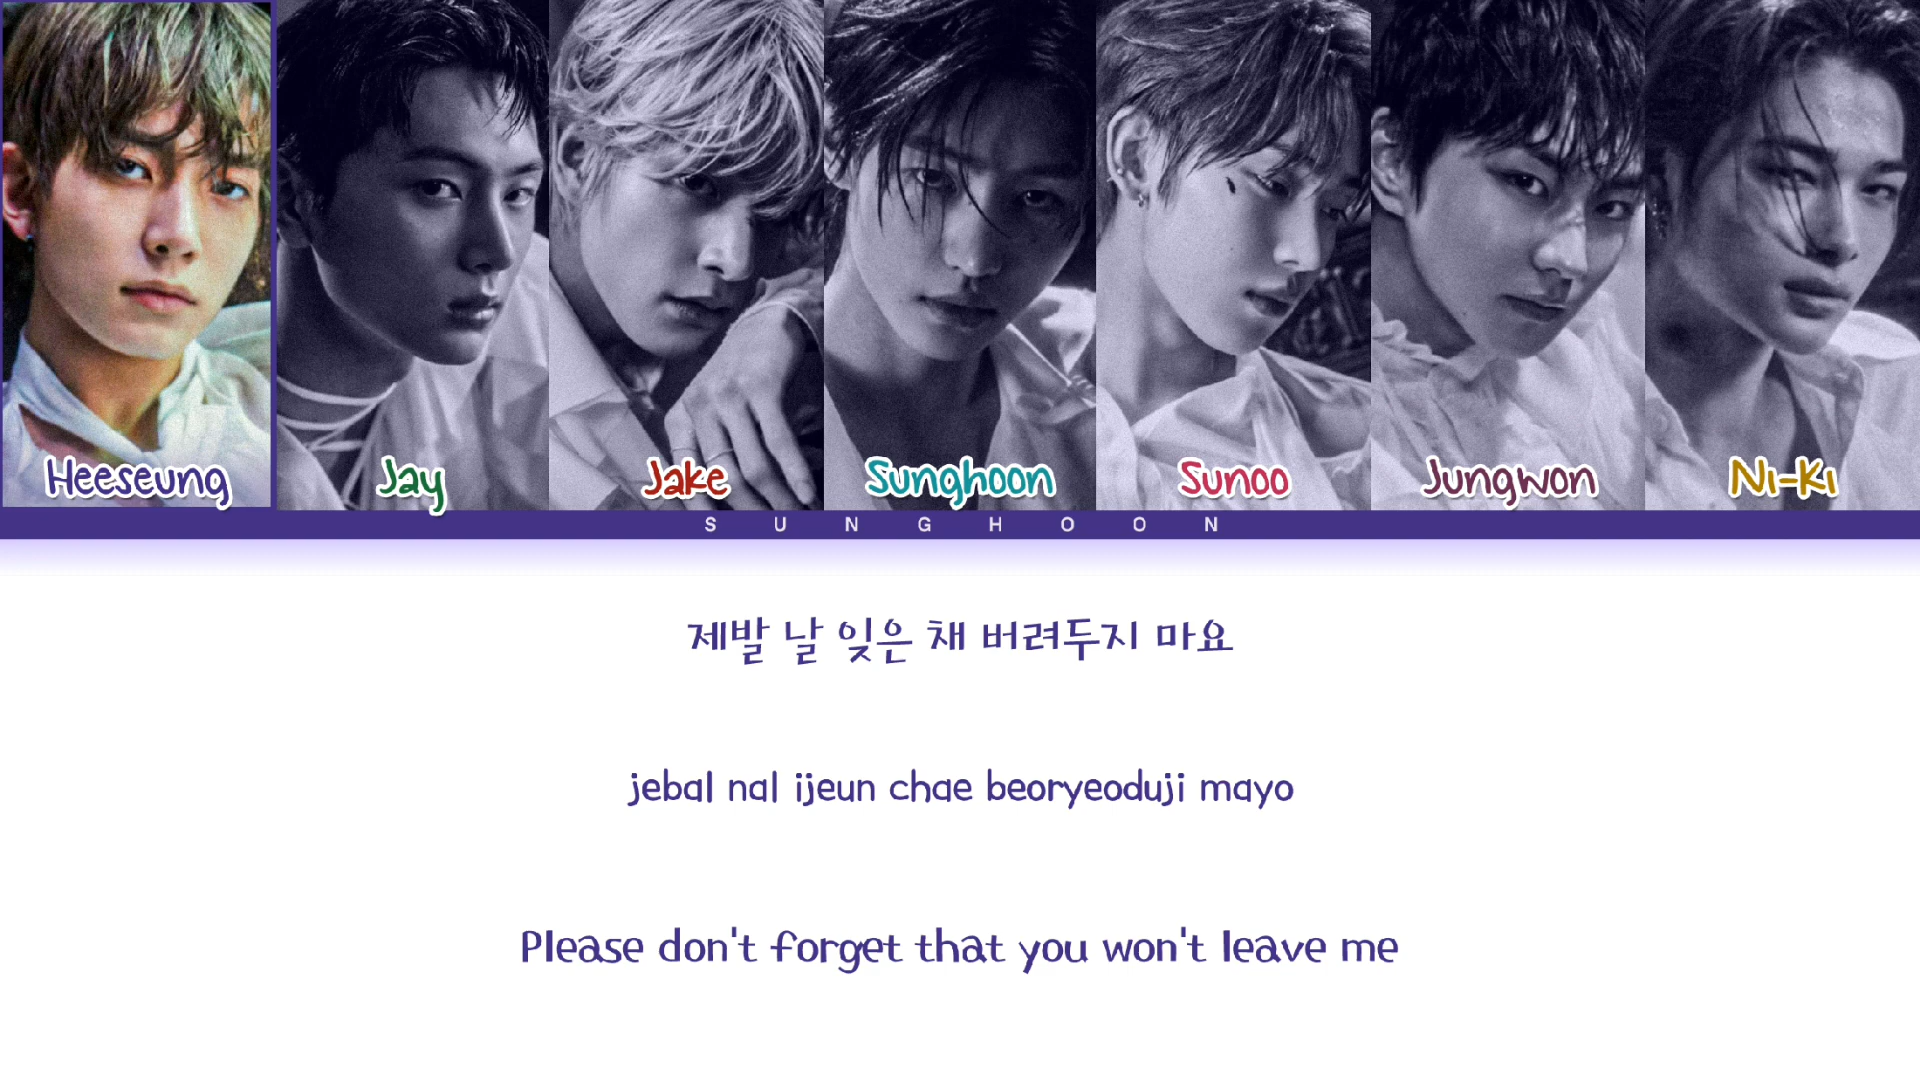 Heeseung Jay Jake Sunghoon Sunoo Jungwon Ni-Ki
SUNGHOON
제발 날 잊은 채 버려두지 마요
jebal nal ijeun chae beoryeoduji mayo
Please don't forget that you won't leave me